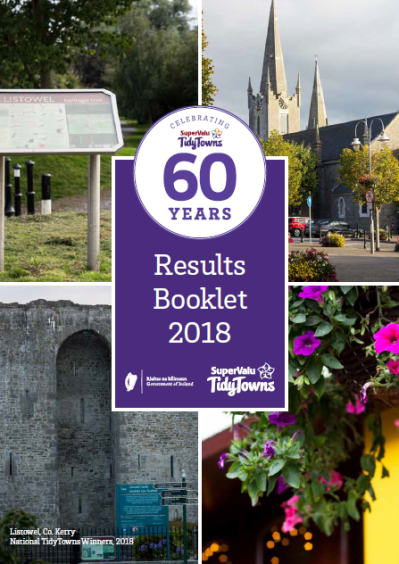 LISTOWEL
CELEBRATING
SuperValu
TidyTowns
60
YEARS
Results
Booklet
2018
Rialtas na hÉireann
Government of Ireland
SuperValu
TidyTowns
Listowel, Co. Kerry
National TidyTowns Winners, 2018